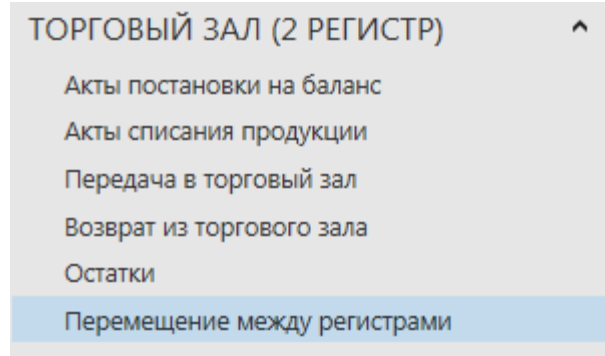 ТОРГОВЫЙ ЗАЛ (2 РЕГИСТР)
Акты постановки на баланс
Акты списания продукции
Передача в торговый зал
Возврат из торгового зала
Остатки
Перемещение между регистрами